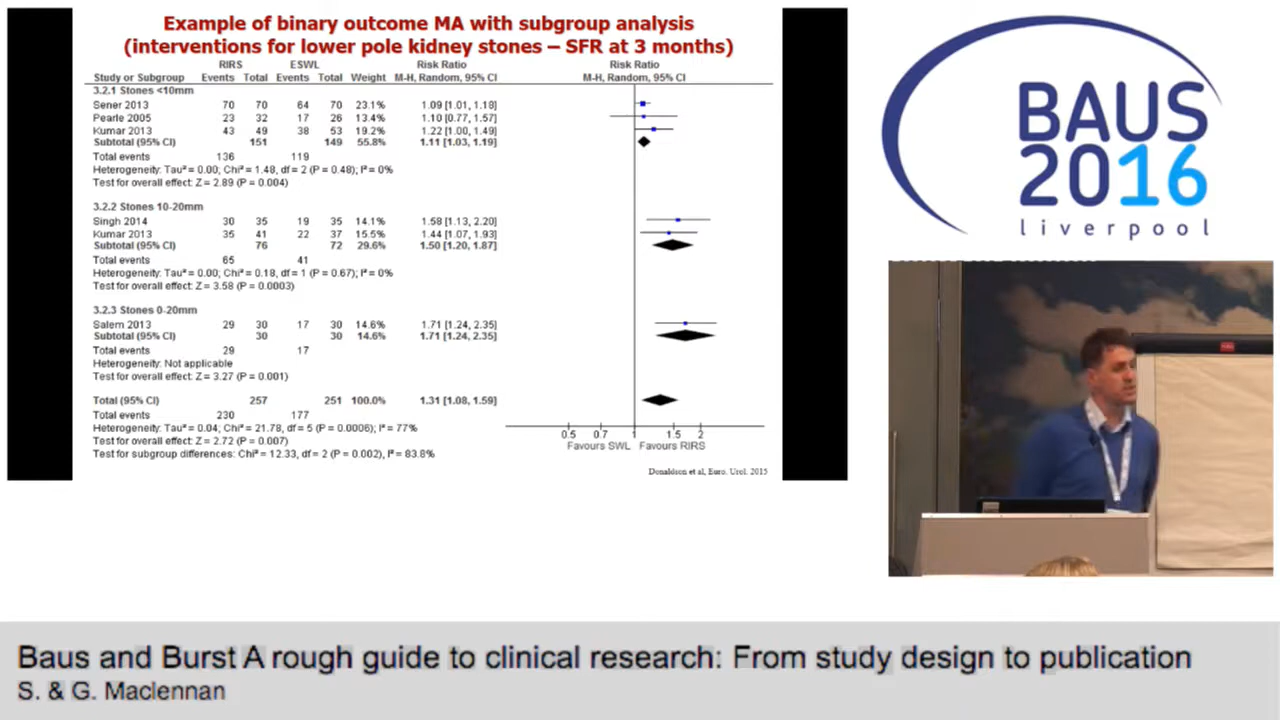 Example of binary outcome MA with subgroup analysis
(interventions for lower pole kidney stones – SFR at 3 months)
RIRS ESWL Risk Ratio Risk Ratio
Study or Subgroup Events Total Events Total Weight M-H, Random, 95% CI M-H, Random, 95% CI
3.2.1 Stones <10mm
Sener 2013 70 70 64 70 23.1% 1.09 [1.01, 1.18]
Pearle 2005 23 32 17 26 13.4% 1.10 [0.77, 1.57]
Kumar 2013 43 49 38 53 19.2% 1.22 [1.00, 1.49]
Subtotal (95% CI) 151 149 55.8% 1.11 [1.03, 1.19]
Total events 136 119
Heterogeneity: Tau² = 0.00; Chi² = 1.48, df = 2 (P = 0.48); I² = 0%
Test for overall effect: Z = 2.89 (P = 0.004)
3.2.2 Stones 10-20mm
Singh 2014 30 35 19 35 14.1% 1.58 [1.13, 2.20]
Kumar 2013 35 41 22 37 15.5% 1.44 [1.07, 1.93]
Subtotal (95% CI) 76 72 29.6% 1.50 [1.20, 1.87]
Total events 65 41
Heterogeneity: Tau² = 0.00; Chi² = 0.18, df = 1 (P = 0.67); I² = 0%
Test for overall effect: Z = 3.58 (P = 0.0003)
3.2.3 Stones 0-20mm
Salem 2013 29 30 17 30 14.6% 1.71 [1.24, 2.35]
Subtotal (95% CI) 30 30 14.6% 1.71 [1.24, 2.35]
Total events 29 17
Heterogeneity: Not applicable
Test for overall effect: Z = 3.27 (P = 0.001)
Total (95% CI) 257 251 100.0% 1.31 [1.08, 1.59]
Total events 230 177
Heterogeneity: Tau² = 0.04; Chi² = 21.78, df = 5 (P = 0.0006); I² = 77%
Test for overall effect: Z = 2.72 (P = 0.007)
Test for subgroup differences: Chi² = 12.33, df = 2 (P = 0.002), I² = 83.8%
0.5 0.7 1 1.5 2
Favours SWL Favours RIRS
Donaldson et al, Euro. Urol. 2015
BAUS
2016
liverpool
Baus and Burst A rough guide to clinical research: From study design to publication
S. & G. Maclennan